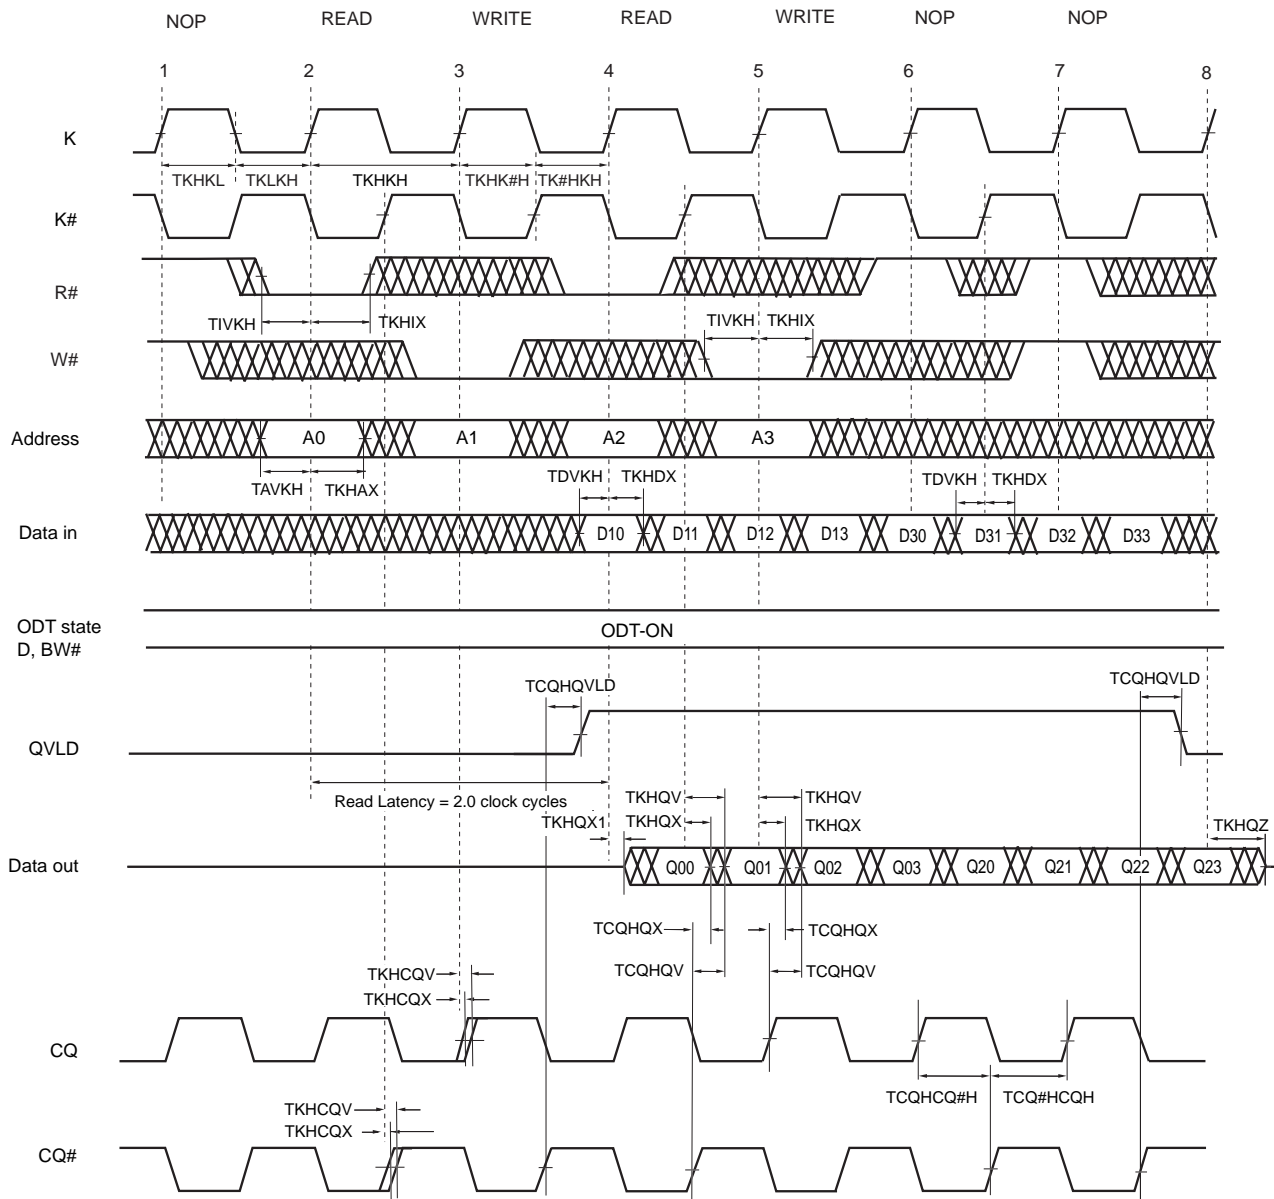 NOP READ WRITE READ WRITE NOP NOP
1 2 3 4 5 6 7 8
K
TKHKL TKLKH TKHKH TKHK#H TK#HKH
K#
R#
TIVKH TKHIX TIVKH TKHIX
W#
Address A0 A1 A2 A3
TAVKH TKHAX TDVKH TKHDX TDVKH TKHDX
Data in D10 D11 D12 D13 D30 D31 D32 D33
ODT state
D, BW#
ODT-ON
TCQHQVLD TCQHQVLD
QVLD
Read Latency = 2.0 clock cycles
TKHQV TKHQV
TKHQX1 TKHQX TKHQX TKHQZ
Data out Q00 Q01 Q02 Q03 Q20 Q21 Q22 Q23
TCQHQX TCQHQX
TCQHQV TCQHQV
TKHCQV
TKHCQX
CQ
TCQHCQ#H TCQ#HCQH
TKHCQV
TKHCQX
CQ#